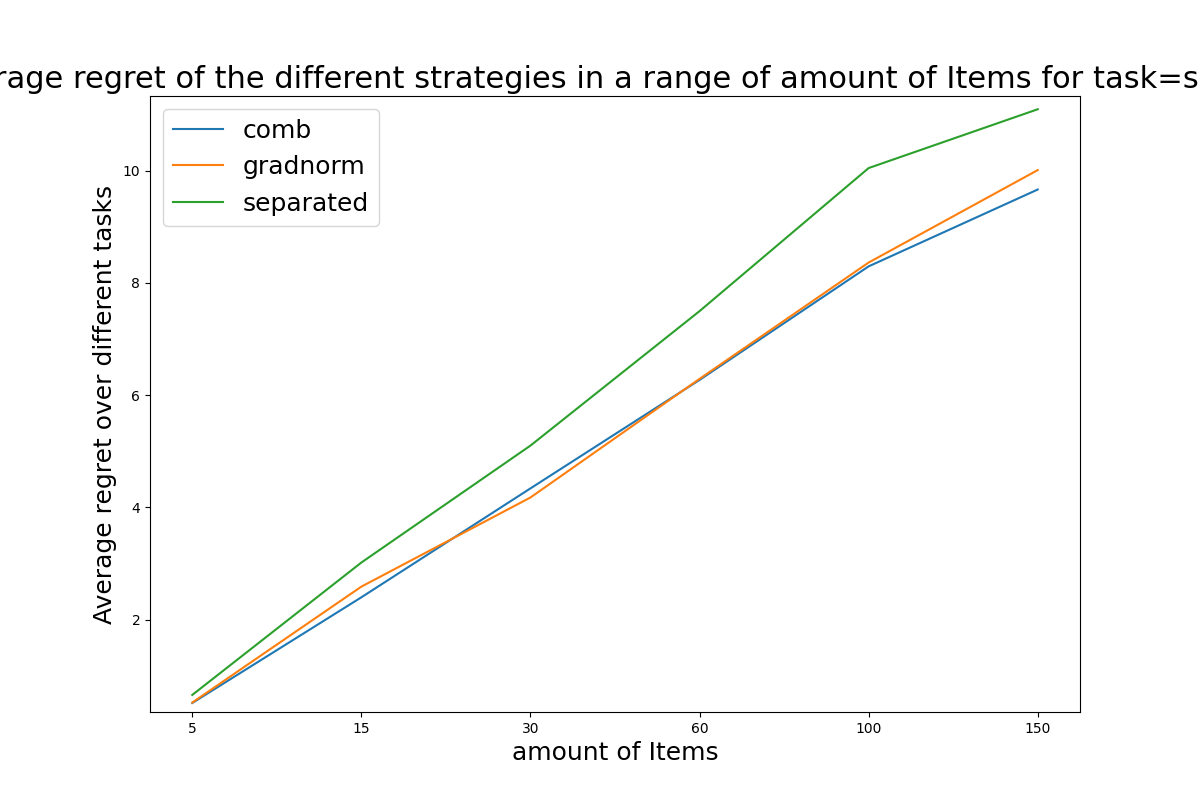 rage regret of the different strategies in a range of amount of Items for task=s
comb
gradnorm
separated
Average regret over different tasks
10
8
6
4
2
5 15 30 60 100 150
amount of Items